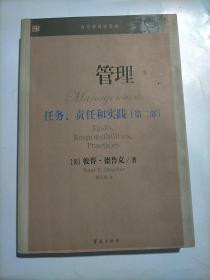 管理
Management
任务、责任和实践（第二部）
Tasks,
Responsibilities,
Practices
[美] 彼得·德鲁克/著
Peter F. Drucker
华夏出版社